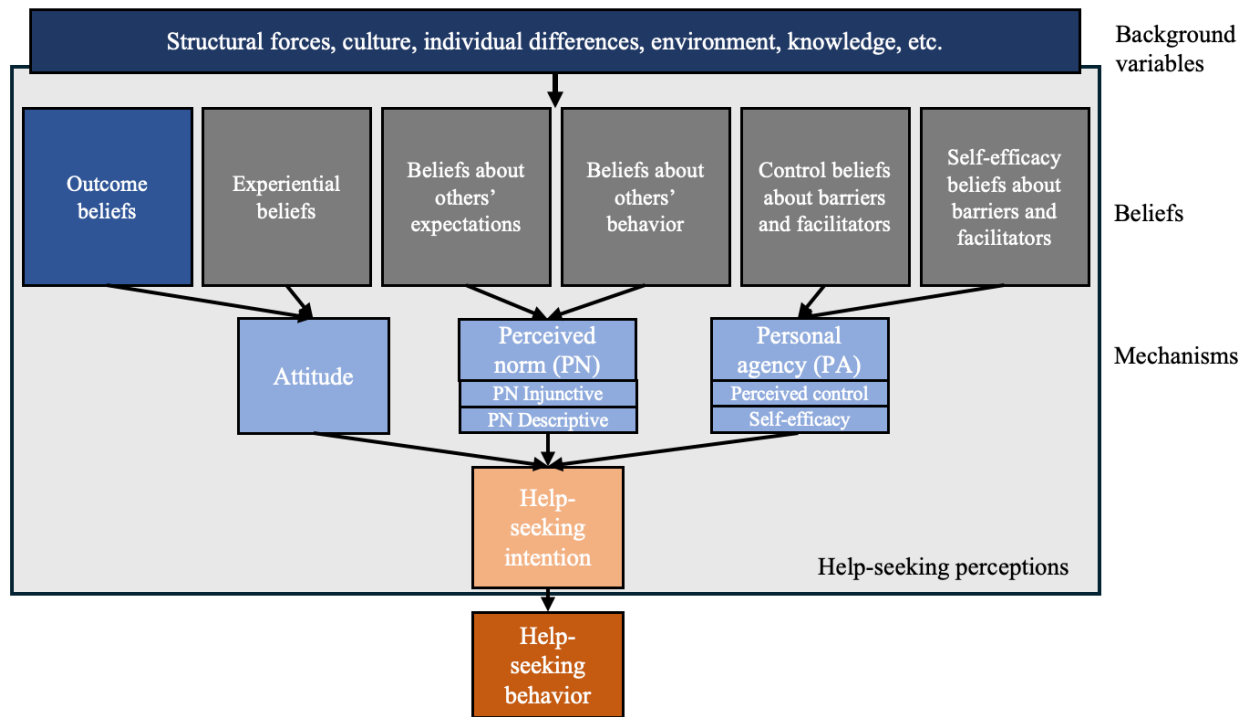 Structural forces, culture, individual differences, environment, knowledge, etc.
Background
variables
Outcome
beliefs
Experiential
beliefs
Beliefs about
others’
expectations
Beliefs about
others’
behavior
Control beliefs
about barriers
and facilitators
Self-efficacy
beliefs about
barriers and
facilitators
Beliefs
Attitude
Perceived
norm (PN)
PN Injunctive
PN Descriptive
Personal
agency (PA)
Perceived control
Self-efficacy
Mechanisms
Help-
seeking
intention
Help-seeking perceptions
Help-
seeking
behavior